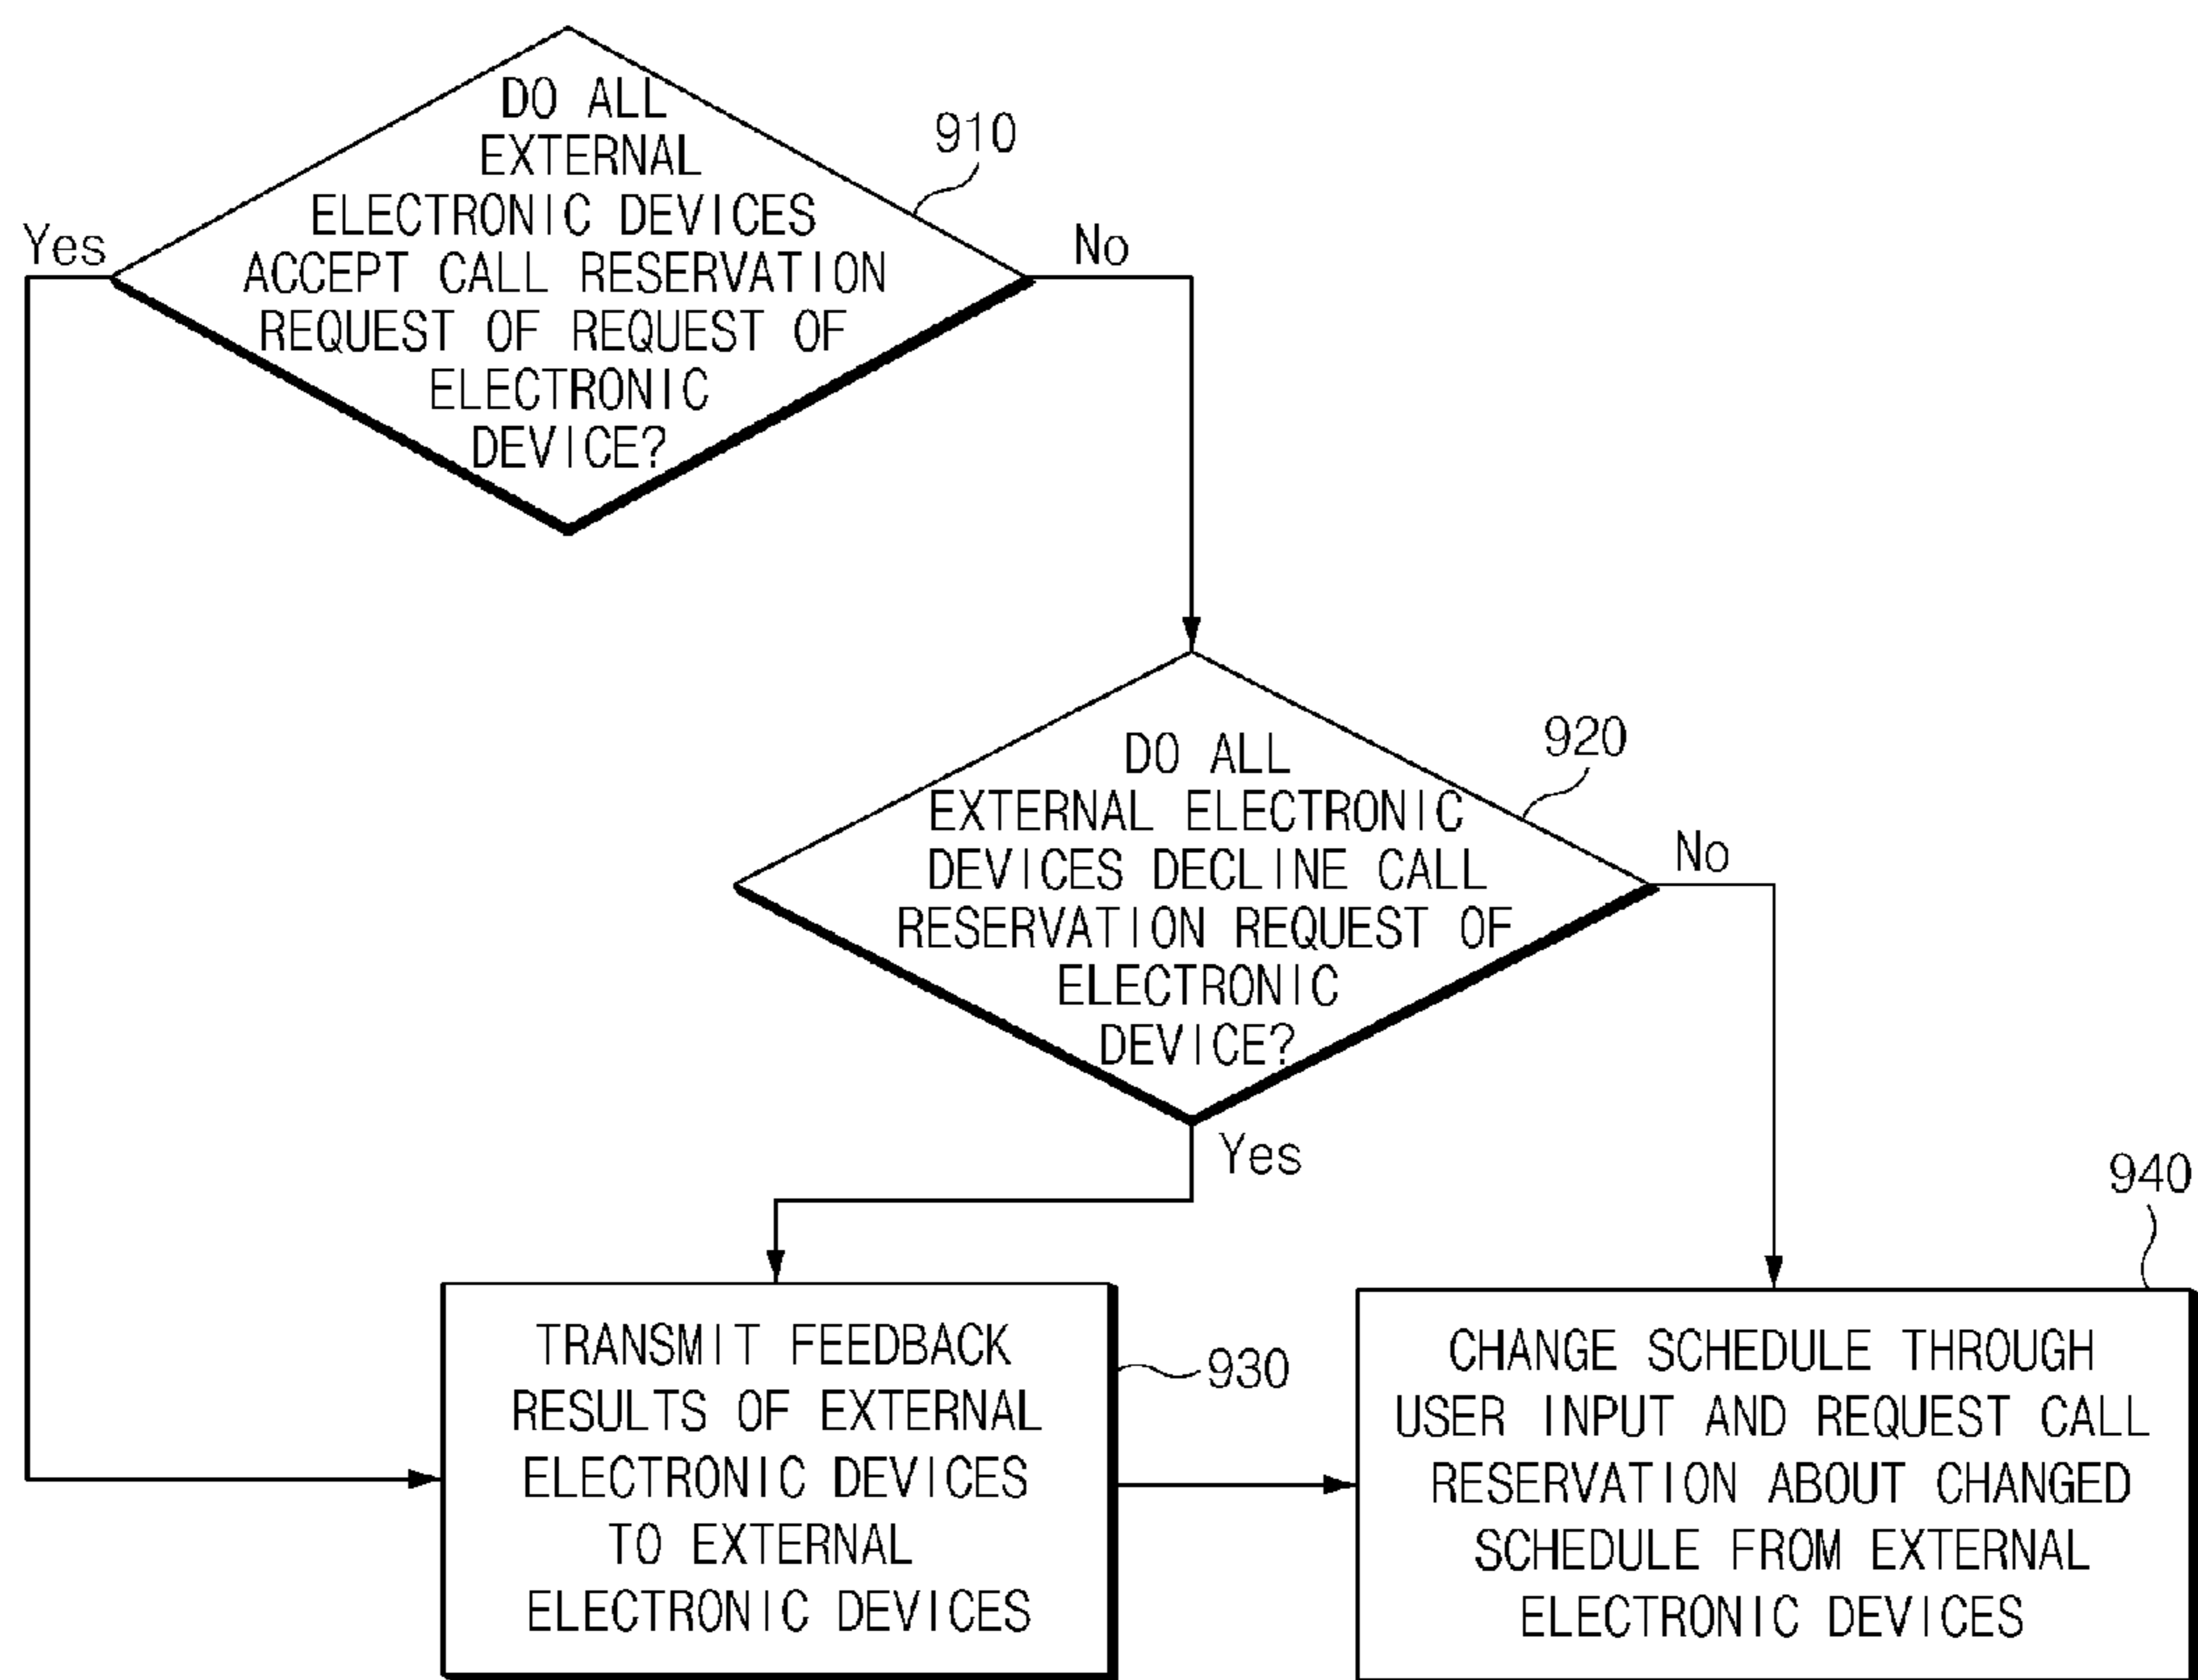 DO ALL
EXTERNAL
ELECTRONIC DEVICES
ACCEPT CALL RESERVATION
REQUEST OF REQUEST OF
ELECTRONIC
DEVICE?
910
Yes
No
DO ALL
EXTERNAL ELECTRONIC
DEVICES DECLINE CALL
RESERVATION REQUEST OF
ELECTRONIC
DEVICE?
920
No
Yes
TRANSMIT FEEDBACK
RESULTS OF EXTERNAL
ELECTRONIC DEVICES
TO EXTERNAL
ELECTRONIC DEVICES
930
940
CHANGE SCHEDULE THROUGH
USER INPUT AND REQUEST CALL
RESERVATION ABOUT CHANGED
SCHEDULE FROM EXTERNAL
ELECTRONIC DEVICES